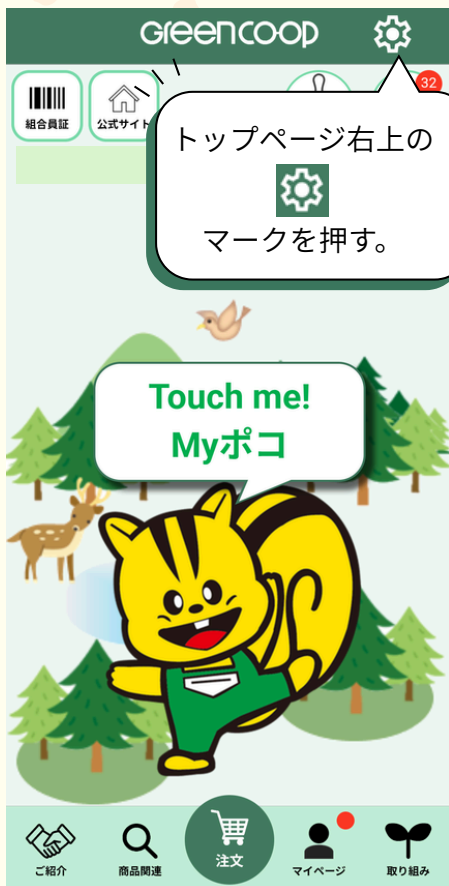 greencoop
32
組合員証
公式サイト
トップページ右上の
マークを押す。
Touch me!
Myポコ
ご紹介
商品関連
注文
マイページ
取り組み